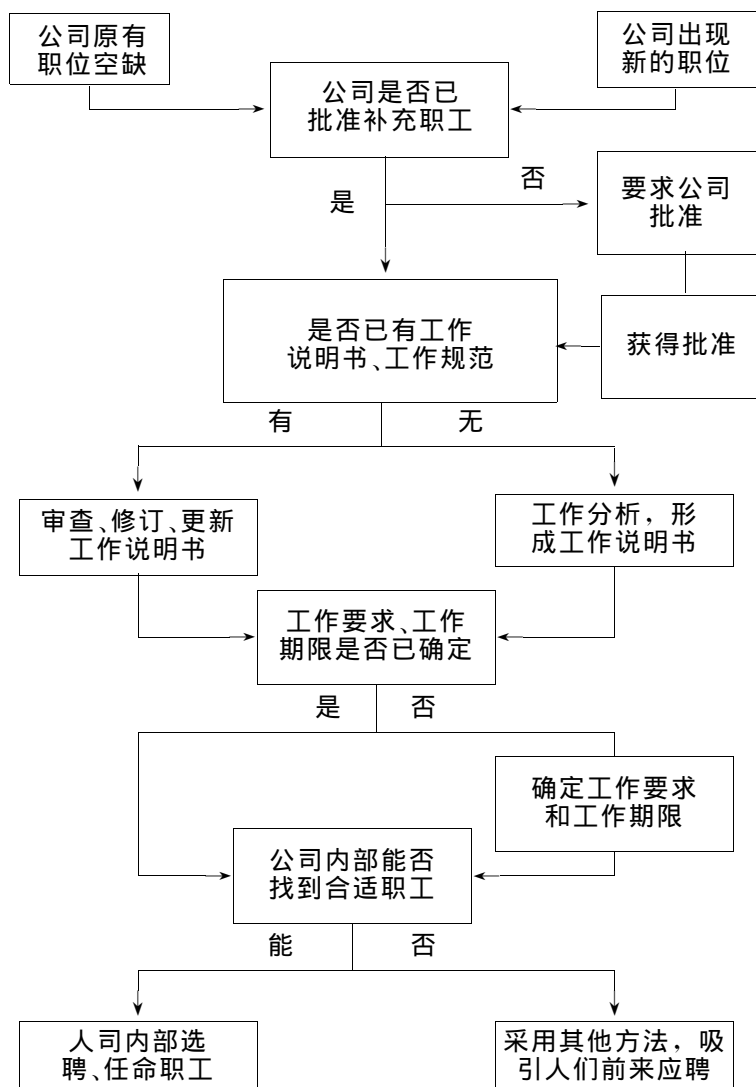 公司原有
职位空缺
公司出现
新的职位
公司是否已
批准补充职工
否
是
要求公司
批准
是否已有工作
说明书、工作规范
获得批准
有
无
审查、修订、更新
工作说明书
工作分析，形
成工作说明书
工作要求、工作
期限是否已确定
是
否
确定工作要求
和工作期限
公司内部能否
找到合适职工
能
否
人司内部选
聘、任命职工
采用其他方法，吸
引人们前来应聘